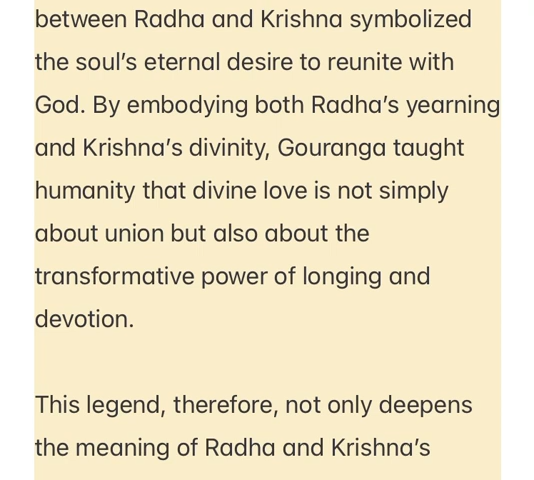 between Radha and Krishna symbolized
the soul’s eternal desire to reunite with
God. By embodying both Radha’s yearning
and Krishna’s divinity, Gouranga taught
humanity that divine love is not simply
about union but also about the
transformative power of longing and
devotion.
This legend, therefore, not only deepens
the meaning of Radha and Krishna’s